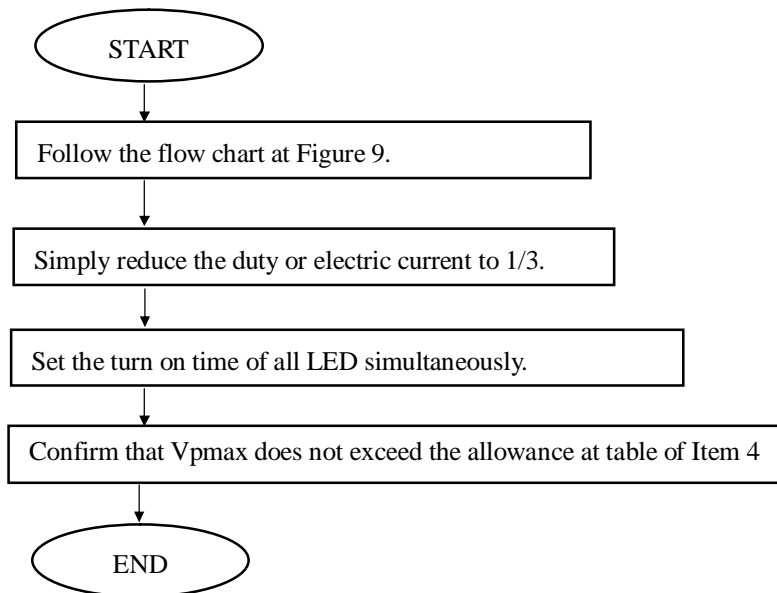 START
Follow the flow chart at Figure 9.
Simply reduce the duty or electric current to 1/3.
Set the turn on time of all LED simultaneously.
Confirm that Vpmax does not exceed the allowance at table of Item 4
END